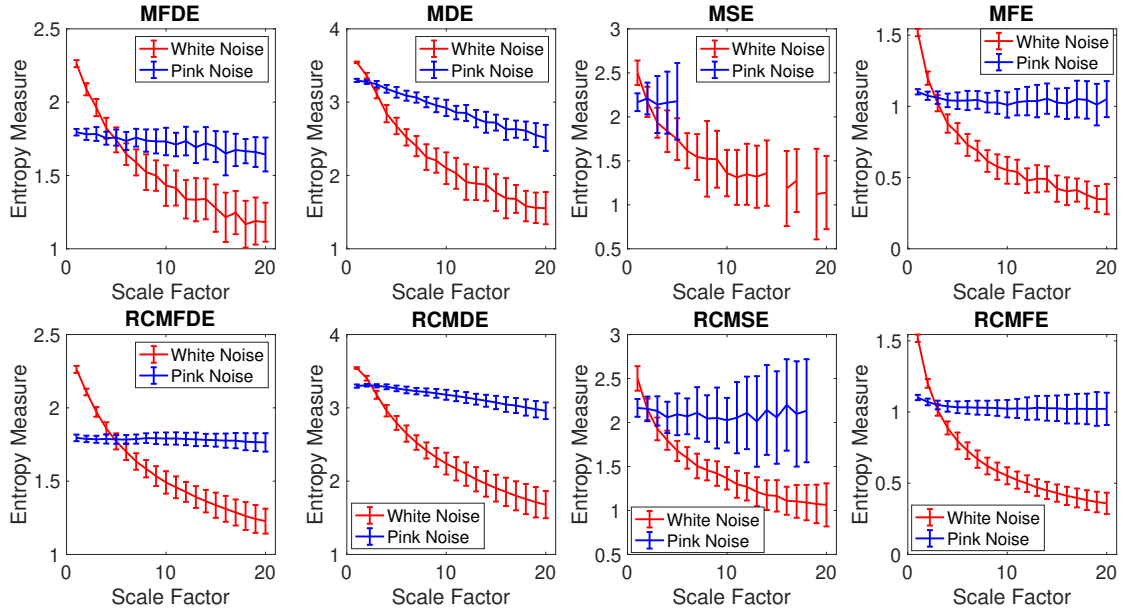 MFDE
MDE
MSE
MFE
Entropy Measure
2.5
2
1.5
1
0
10
20
Scale Factor
White Noise
Pink Noise
Entropy Measure
4
3
2
1
0
10
20
Scale Factor
White Noise
Pink Noise
Entropy Measure
3
2.5
2
1.5
1
0.5
0
10
20
Scale Factor
White Noise
Pink Noise
Entropy Measure
1.5
1
0.5
0
0
10
20
Scale Factor
White Noise
Pink Noise
RCMFDE
RCMDE
RCMSE
RCMFE
Entropy Measure
2.5
2
1.5
1
0
10
20
Scale Factor
White Noise
Pink Noise
Entropy Measure
4
3
2
1
0
10
20
Scale Factor
White Noise
Pink Noise
Entropy Measure
3
2.5
2
1.5
1
0.5
0
10
20
Scale Factor
White Noise
Pink Noise
Entropy Measure
1.5
1
0.5
0
0
10
20
Scale Factor
White Noise
Pink Noise